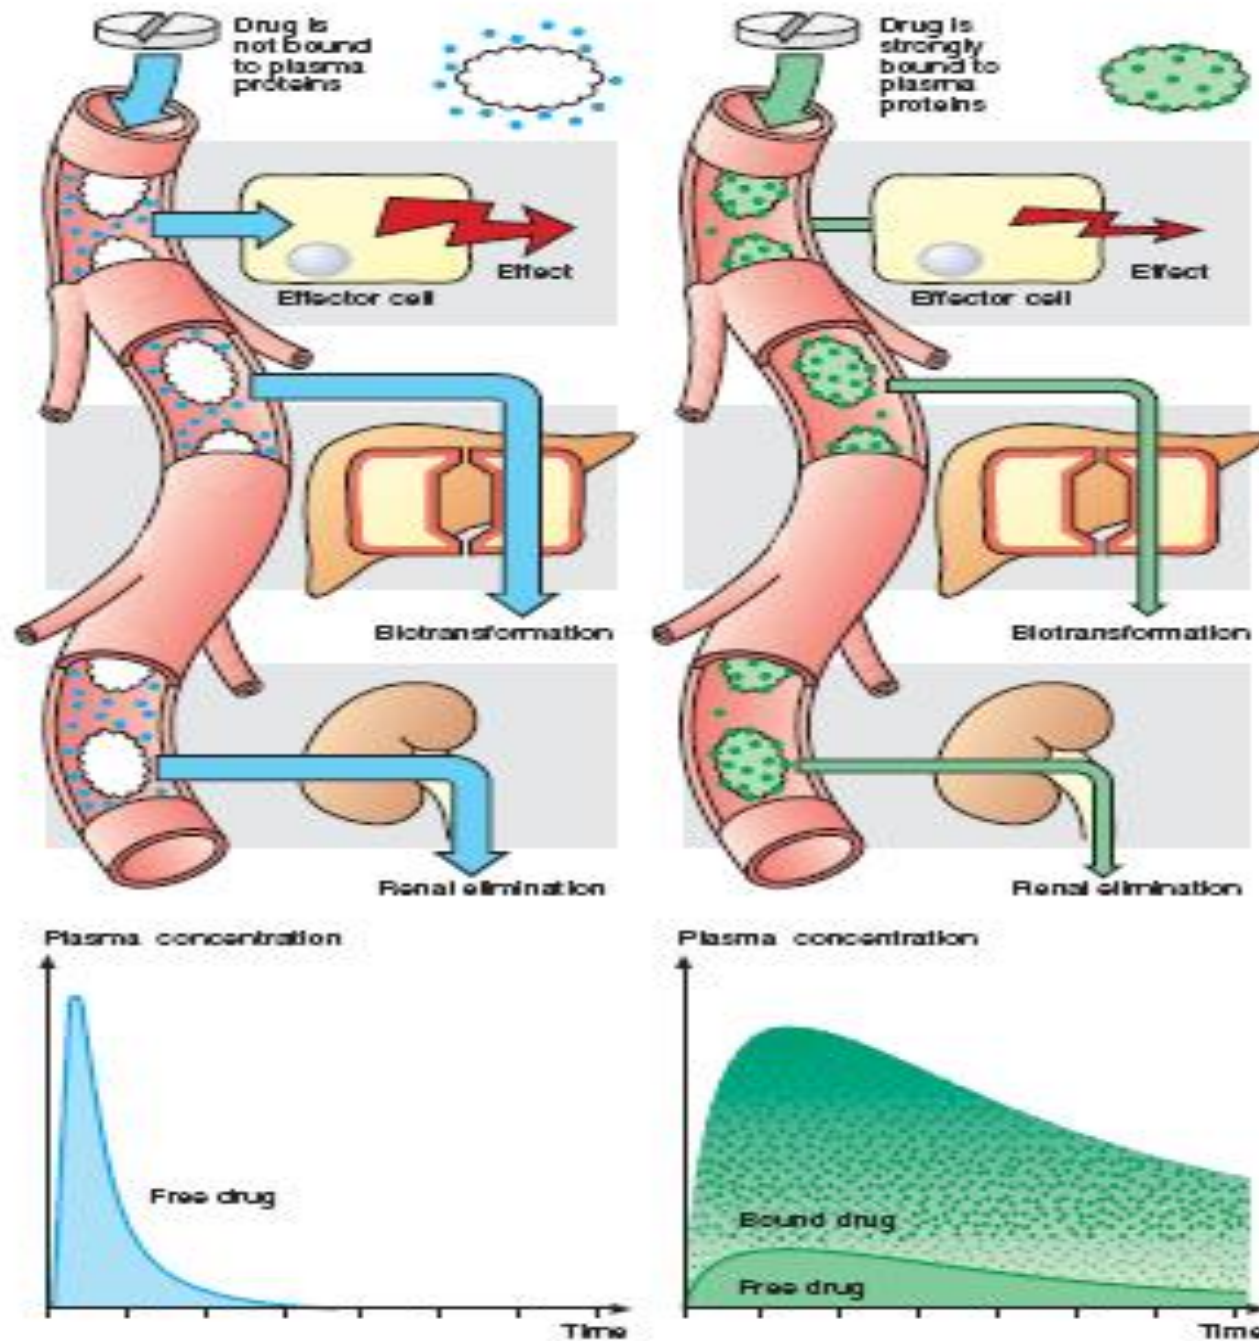 Drug is
not bound
to plasma
proteins
Drug is
strongly
bound to
plasma
proteins
Effect
Effector cell
Effect
Effector cell
Biotransformation
Biotransformation
Renal elimination
Renal elimination
Plasma concentration
Plasma concentration
Free drug
Time
Bound drug
Free drug
Time